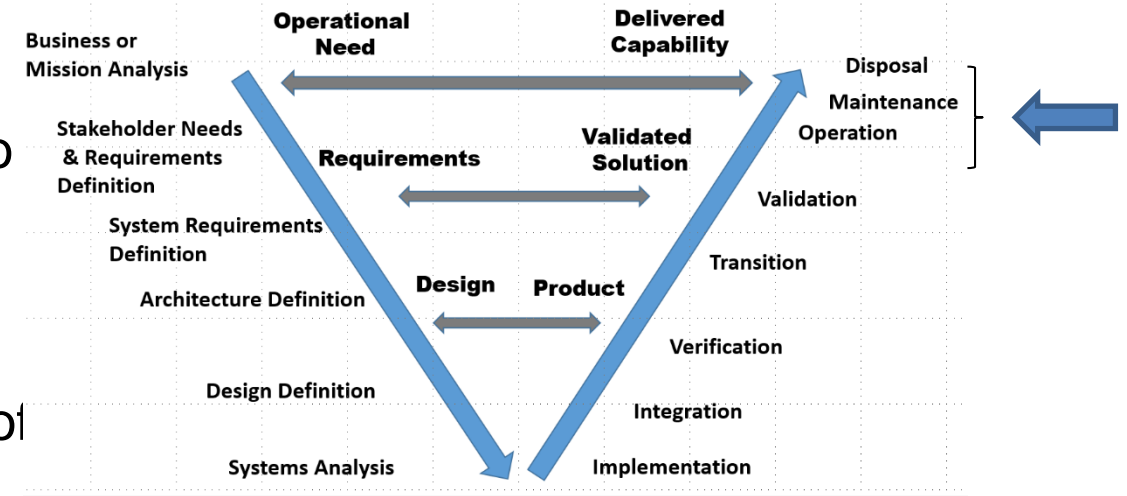 Operational
Need
Delivered
Capability
Business or
Mission Analysis
Disposal
Maintenance
Operation
Stakeholder Needs
& Requirements
Definition
Requirements
Validated
Solution
Validation
System Requirements
Definition
Transition
Architecture Definition
Design
Product
Verification
Design Definition
Integration
of
Systems Analysis
Implementation